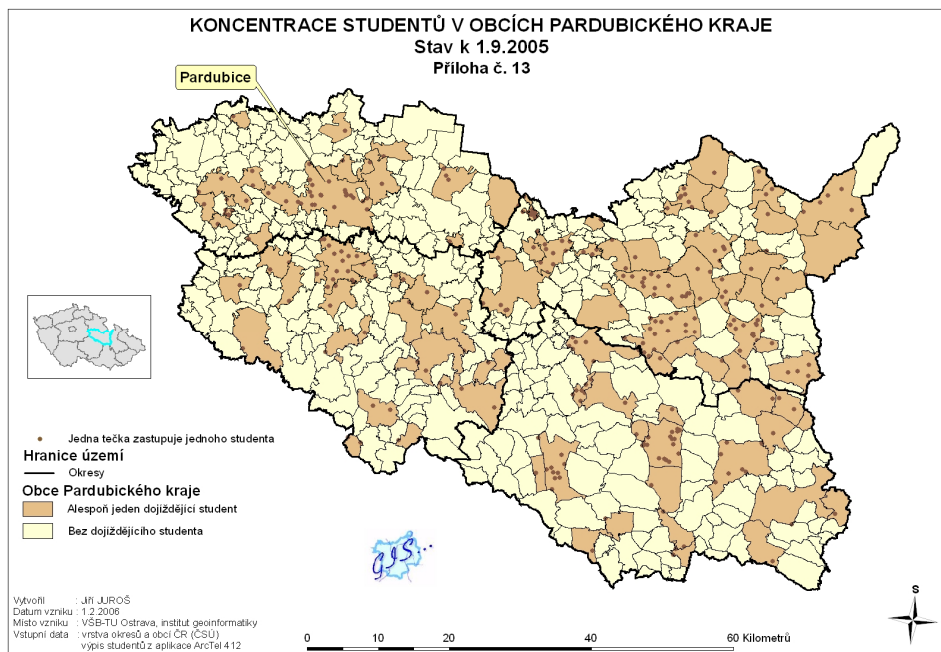 KONCENTRACE STUDENTŮ V OBCÍCH PARDUBICKÉHO KRAJE
Stav k 1.9.2005
Příloha č. 13
Pardubice
Jedna tečka zastupuje jednoho studenta
Hranice území
Okresy
Obce Pardubického kraje
Alespoň jeden dojíždějící student
Bez dojíždějícího studenta
GIS...
Vytvořil : Jiří JUROŠ
Datum vzniku : 1.2.2006
Místo vzniku : VŠB-TU Ostrava, institut geoinformatiky
Vstupní data : vrstva okresů a obcí ČR (ČSÚ)
výpis studentů z aplikace ArcTel 412
0 10 20 40 60 Kilometrů
S